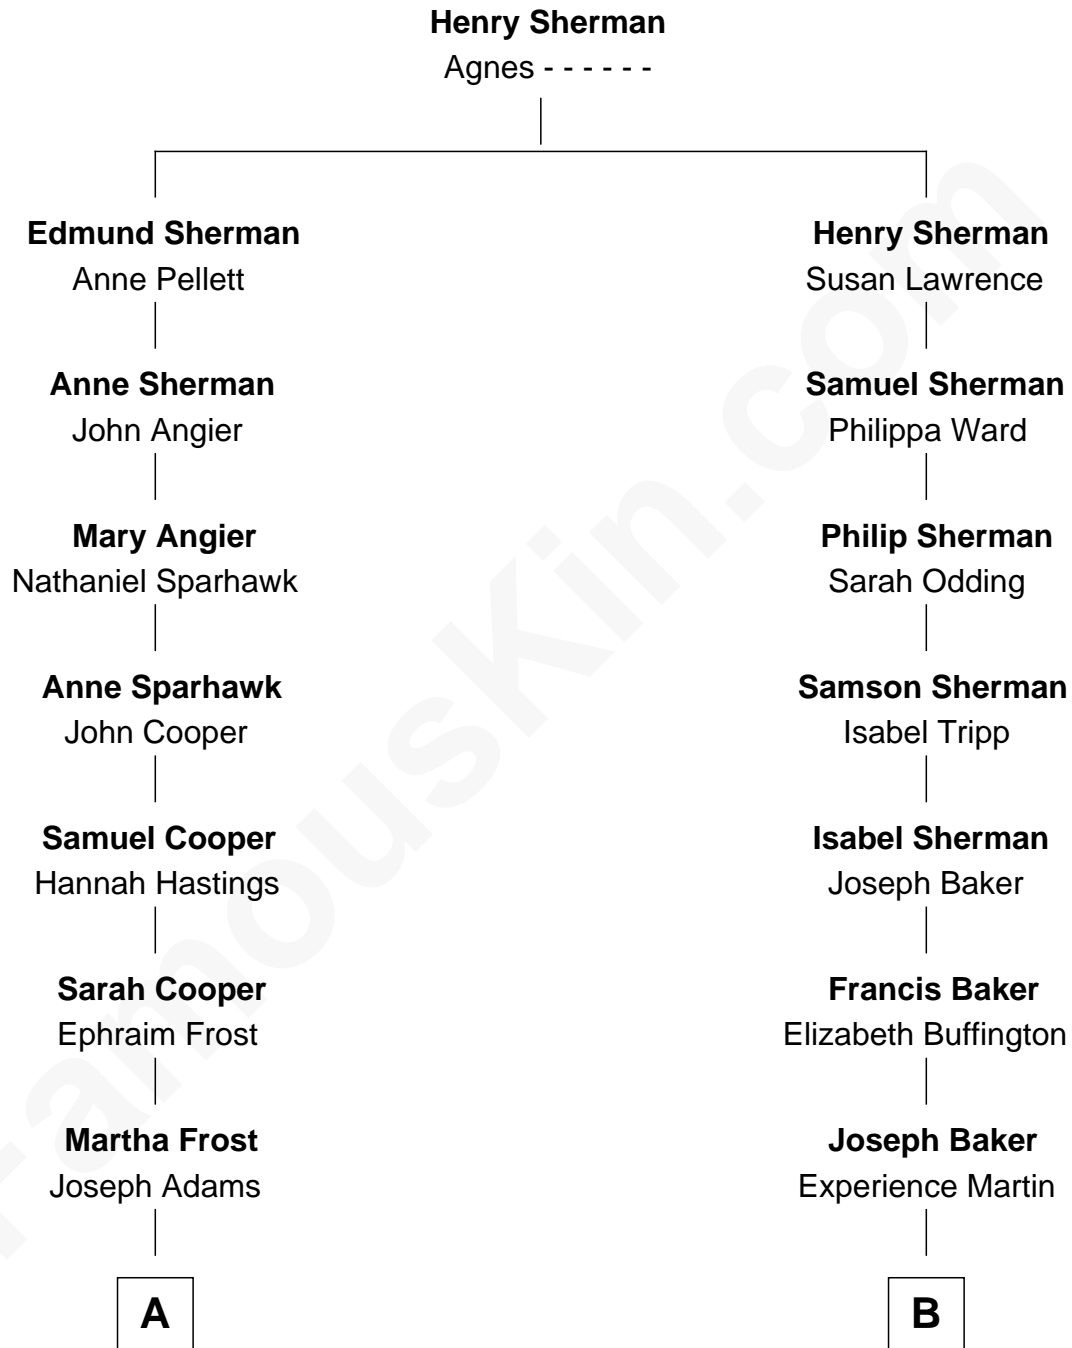 Henry Sherman
Agnes - - - - - -
Edmund Sherman
Anne Pellett
Henry Sherman
Susan Lawrence
Anne Sherman
John Angier
Samuel Sherman
Philippa Ward
Mary Angier
Nathaniel Sparhawk
Philip Sherman
Sarah Odding
Anne Sparhawk
John Cooper
Samson Sherman
Isabel Tripp
Samuel Cooper
Hannah Hastings
Isabel Sherman
Joseph Baker
Sarah Cooper
Ephraim Frost
Francis Baker
Elizabeth Buffington
Martha Frost
Joseph Adams
Joseph Baker
Experience Martin
A
B
FamousKin.com